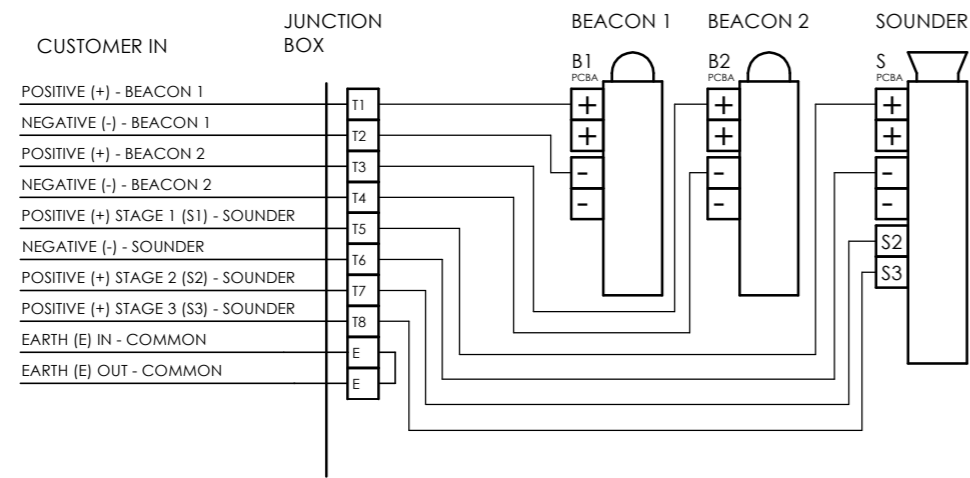 JUNCTION
BOX
BEACON 1
BEACON 2
SOUNDER
CUSTOMER IN
B1
PCBA
B2
PCBA
S
PCBA
POSITIVE (+) - BEACON 1
T1
+
+
+
NEGATIVE (-) - BEACON 1
T2
+
+
+
POSITIVE (+) - BEACON 2
T3
-
-
-
NEGATIVE (-) - BEACON 2
T4
-
-
-
POSITIVE (+) STAGE 1 (S1) - SOUNDER
T5
S2
NEGATIVE (-) - SOUNDER
T6
S3
POSITIVE (+) STAGE 2 (S2) - SOUNDER
T7
POSITIVE (+) STAGE 3 (S3) - SOUNDER
T8
EARTH (E) IN - COMMON
E
EARTH (E) OUT - COMMON
E